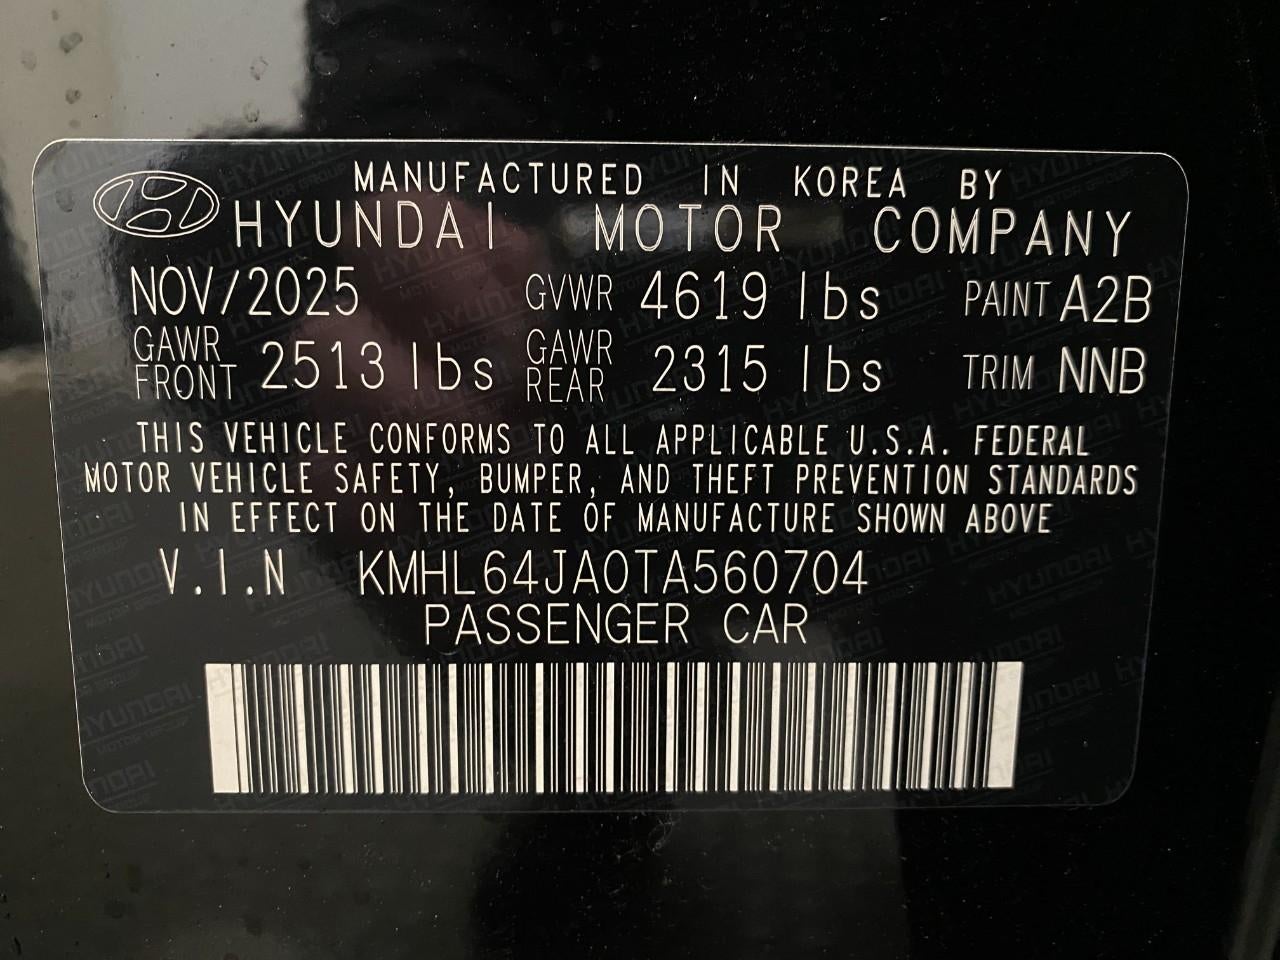 MANUFACTURED IN KOREA BY
HYUNDAI MOTOR COMPANY
NOV/2025 GVWR 4619 lbs PAINT A2B
GAWR FRONT 2513 lbs GAWR REAR 2315 lbs TRIM NNB
THIS VEHICLE CONFORMS TO ALL APPLICABLE U.S.A. FEDERAL
MOTOR VEHICLE SAFETY, BUMPER, AND THEFT PREVENTION STANDARDS
IN EFFECT ON THE DATE OF MANUFACTURE SHOWN ABOVE
V.I.N KMHL64JA0TA560704
PASSENGER CAR